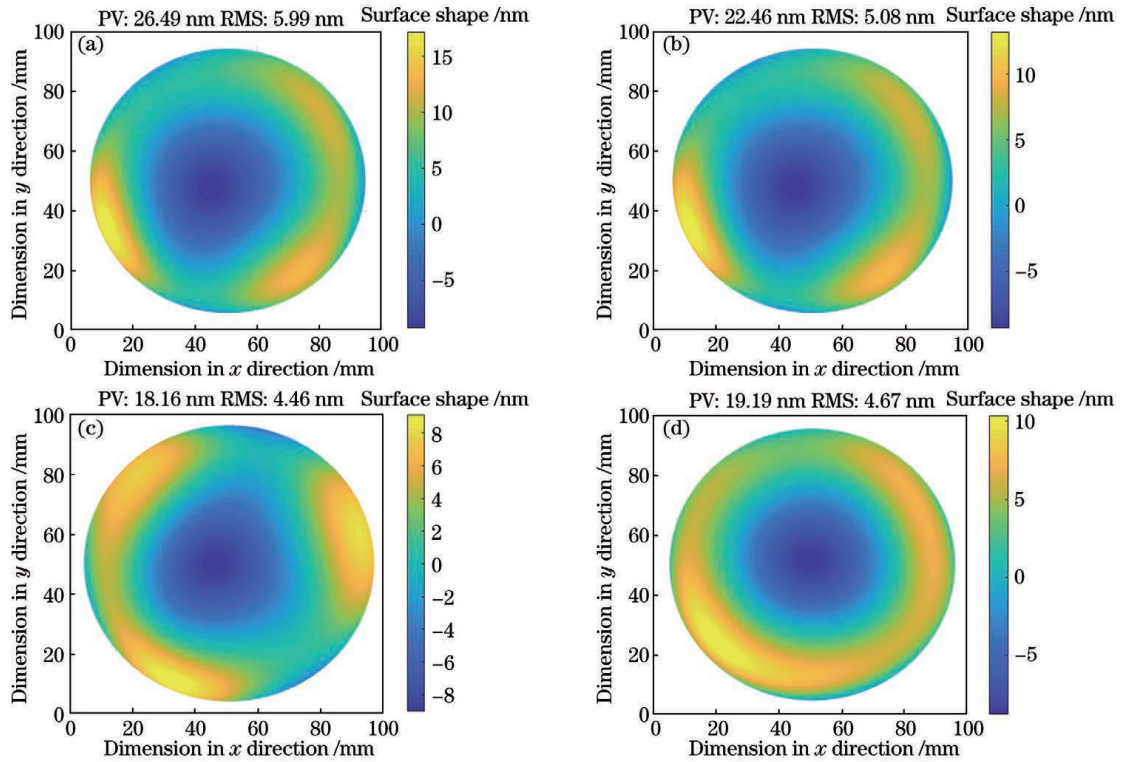 PV: 26.49 nm RMS: 5.99 nm
Surface shape /nm
(a)
100
80
60
40
20
0
Dimension in y direction /mm
0 20 40 60 80 100
Dimension in x direction /mm
15
10
5
0
−5
PV: 22.46 nm RMS: 5.08 nm
Surface shape /nm
(b)
100
80
60
40
20
0
Dimension in y direction /mm
0 20 40 60 80 100
Dimension in x direction /mm
10
5
0
−5
PV: 18.16 nm RMS: 4.46 nm
Surface shape /nm
(c)
100
80
60
40
20
0
Dimension in y direction /mm
0 20 40 60 80 100
Dimension in x direction /mm
8
6
4
2
0
−2
−4
−6
−8
PV: 19.19 nm RMS: 4.67 nm
Surface shape /nm
(d)
100
80
60
40
20
0
Dimension in y direction /mm
0 20 40 60 80 100
Dimension in x direction /mm
10
5
0
−5